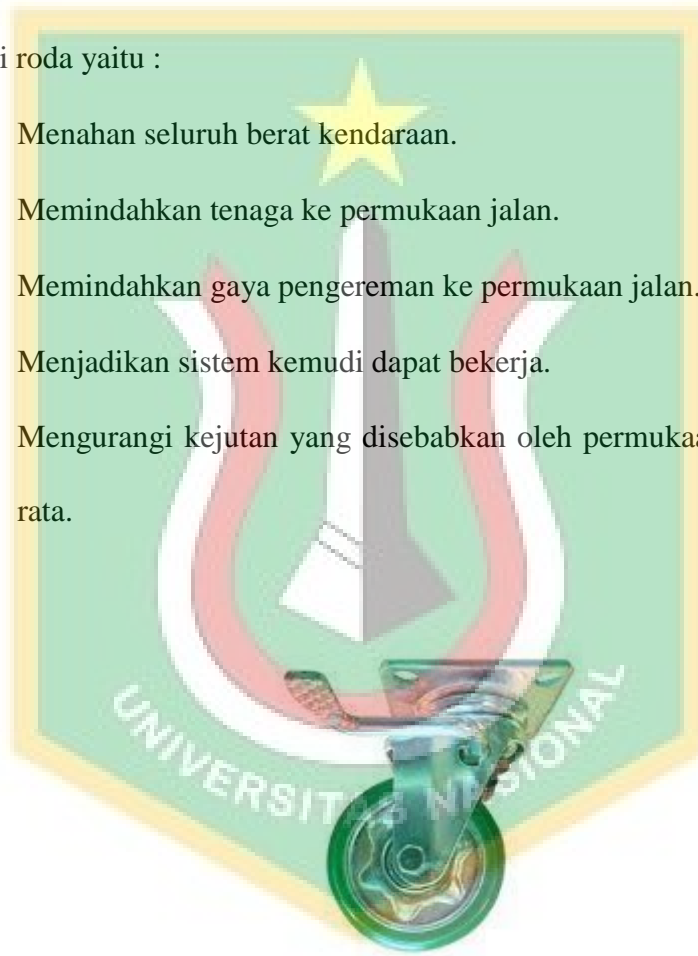 i roda yaitu :
Menahan seluruh berat kendaraan.
Memindahkan tenaga ke permukaan jalan.
Memindahkan gaya pengereman ke permukaan jalan.
Menjadikan sistem kemudi dapat bekerja.
Mengurangi kejutan yang disebabkan oleh permukaa
rata.
UNIVERSITAS NASIONAL